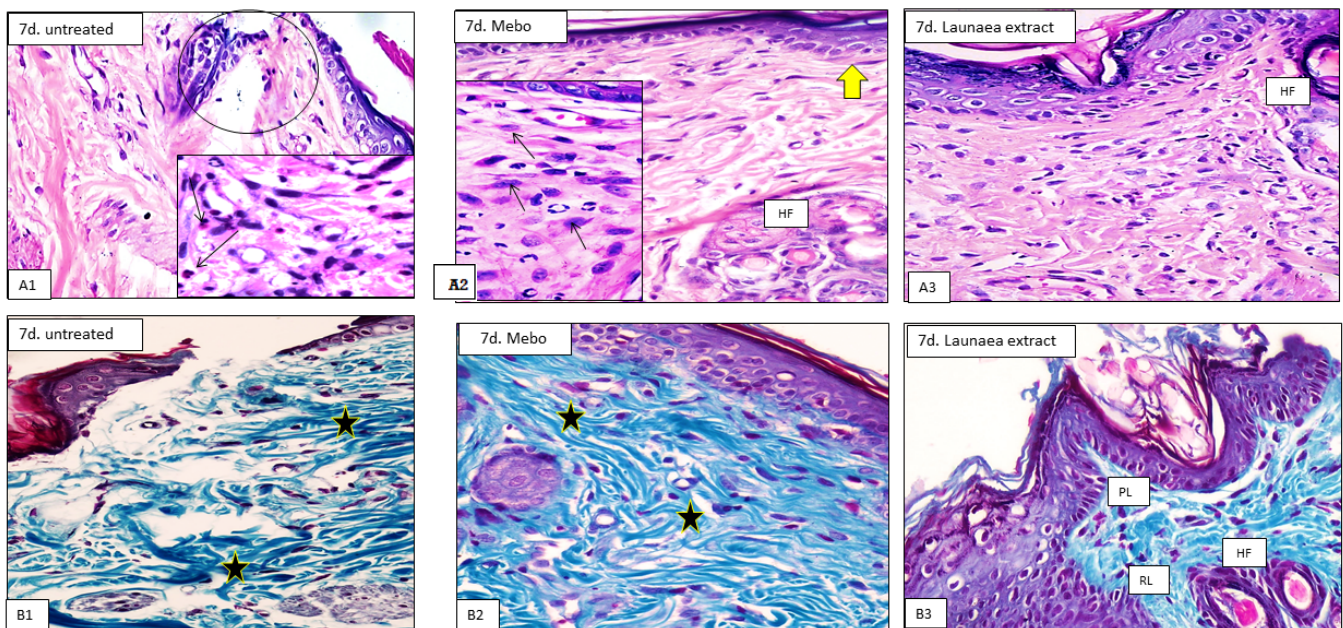 7d. untreated
A1
7d. Mebo
HF
A2
7d. Launaea extract
HF
A3
7d. untreated
B1
7d. Mebo
B2
7d. Launaea extract
PL
HF
RL
B3